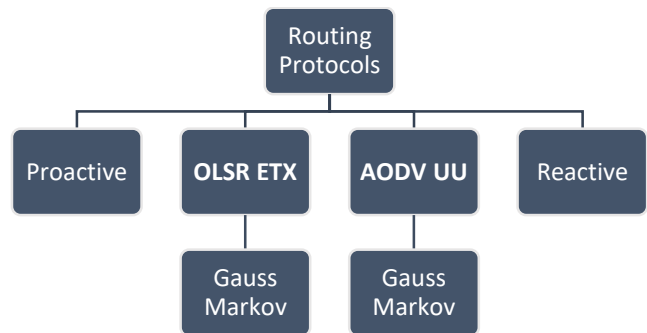 Routing
Protocols
Proactive
OLSR ETX
AODV UU
Reactive
Gauss
Markov
Gauss
Markov